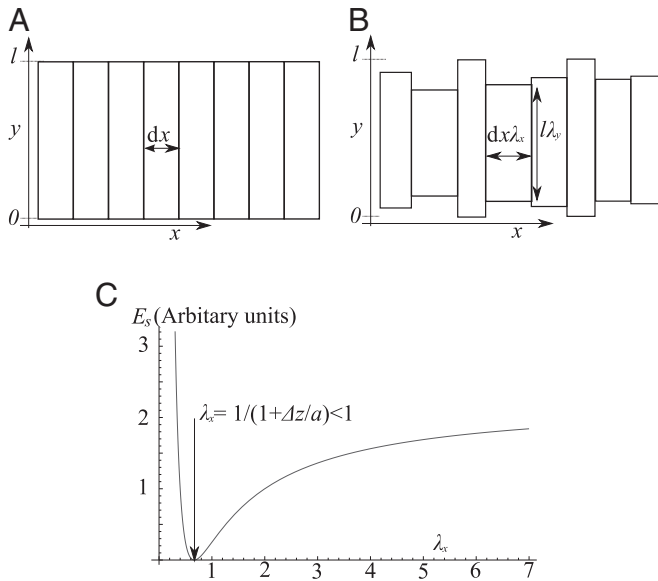 A
l
y
dx
0
x
B
l
y
dxλx
lλy
0
x
C
Es (Arbitary units)
3
2
1
λx= 1/(1+Δz/a)<1
λx
1 2 3 4 5 6 7